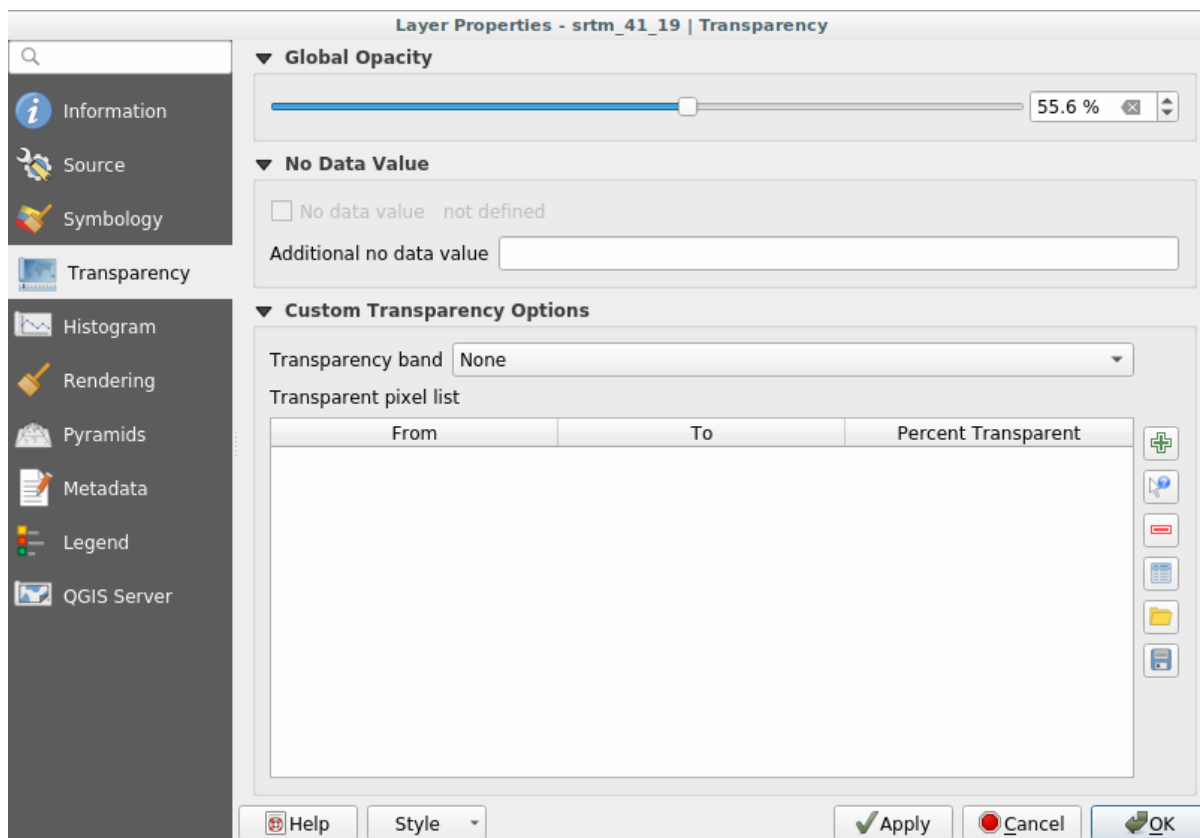 Layer Properties - srtm_41_19 | Transparency
Information
Source
Symbology
Transparency
Histogram
Rendering
Pyramids
Metadata
Legend
QGIS Server
Global Opacity
55.6 %
No Data Value
No data value not defined
Additional no data value
Custom Transparency Options
Transparency band None
Transparent pixel list
From To Percent Transparent
Help Style Apply Cancel OK